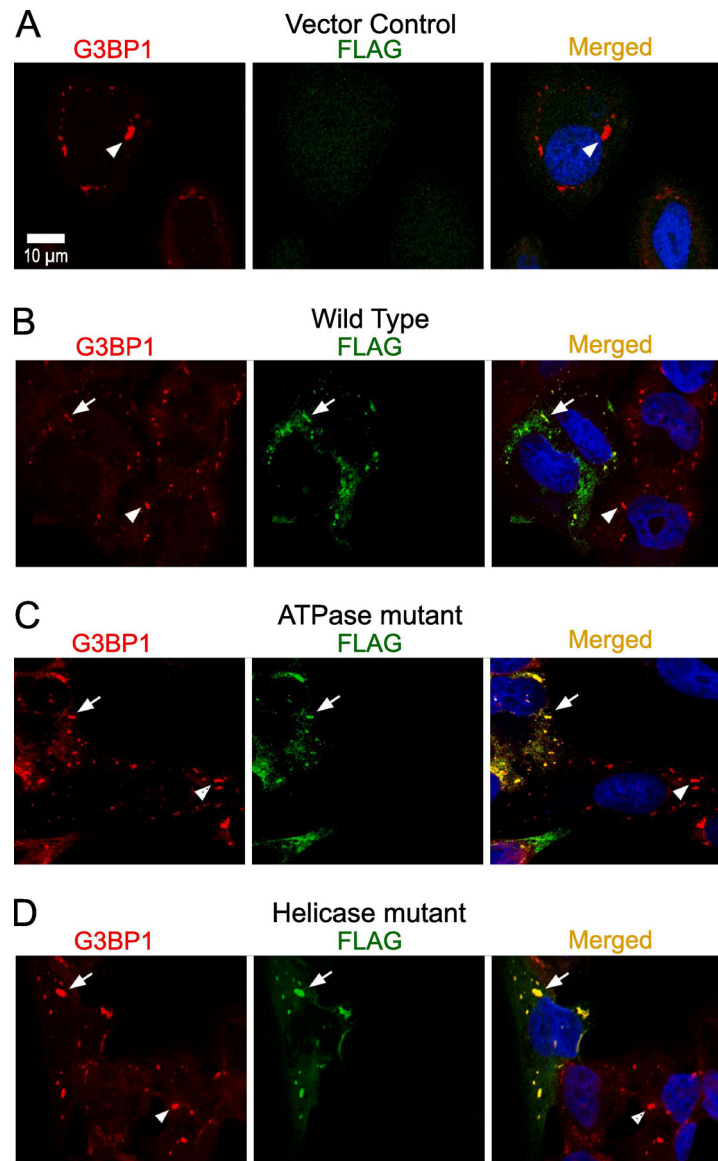 A
Vector Control
G3BP1 FLAG Merged
10 µm
B
Wild Type
G3BP1 FLAG Merged
C
ATPase mutant
G3BP1 FLAG Merged
D
Helicase mutant
G3BP1 FLAG Merged